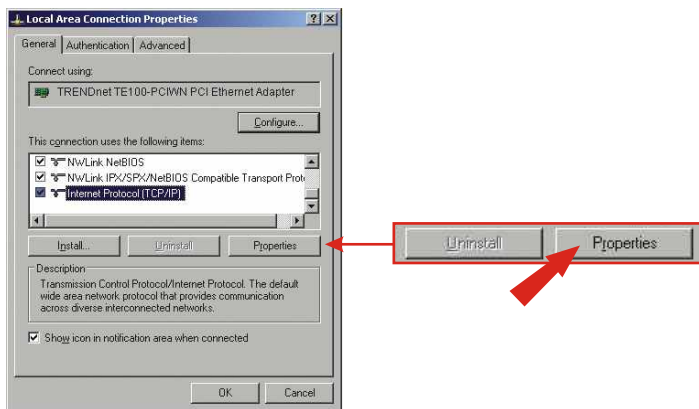 Local Area Connection Properties
General Authentication Advanced
Connect using:
TRENDnet TE100-PCIWN PCI Ethernet Adapter
Configure...
This connection uses the following items:
NWLink NetBIOS
NWLink IPX/SPX/NetBIOS Compatible Transport Proto
Internet Protocol (TCP/IP)
Install... Uninstall Properties
Uninstall Properties
Description
Transmission Control Protocol/Internet Protocol. The default
wide area network protocol that provides communication
across diverse interconnected networks.
Show icon in notification area when connected
OK Cancel